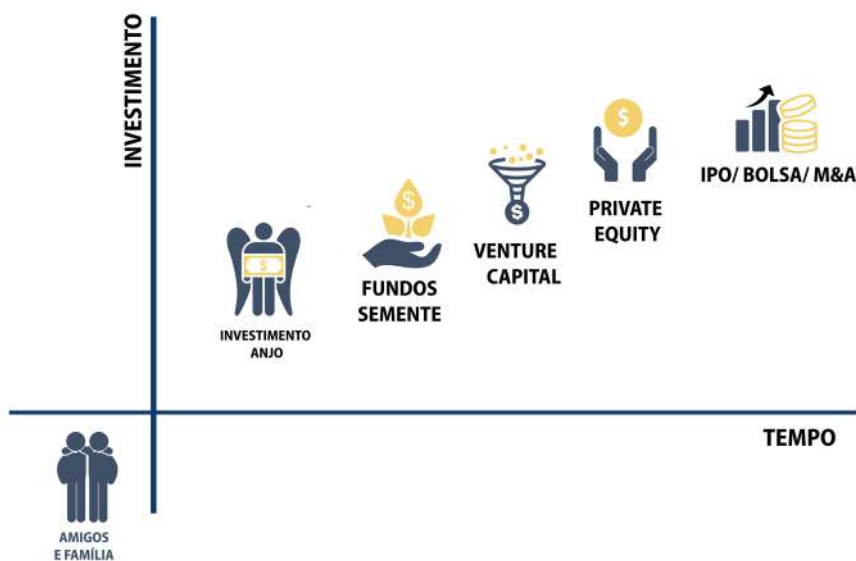 INVESTIMENTO
$
IPO/ BOLSA/ M&A
$
PRIVATE
EQUITY
$
VENTURE
CAPITAL
$
FUNDOS
SEMENTE
$
INVESTIMENTO
ANJO
TEMPO
AMIGOS
E FAMÍLIA